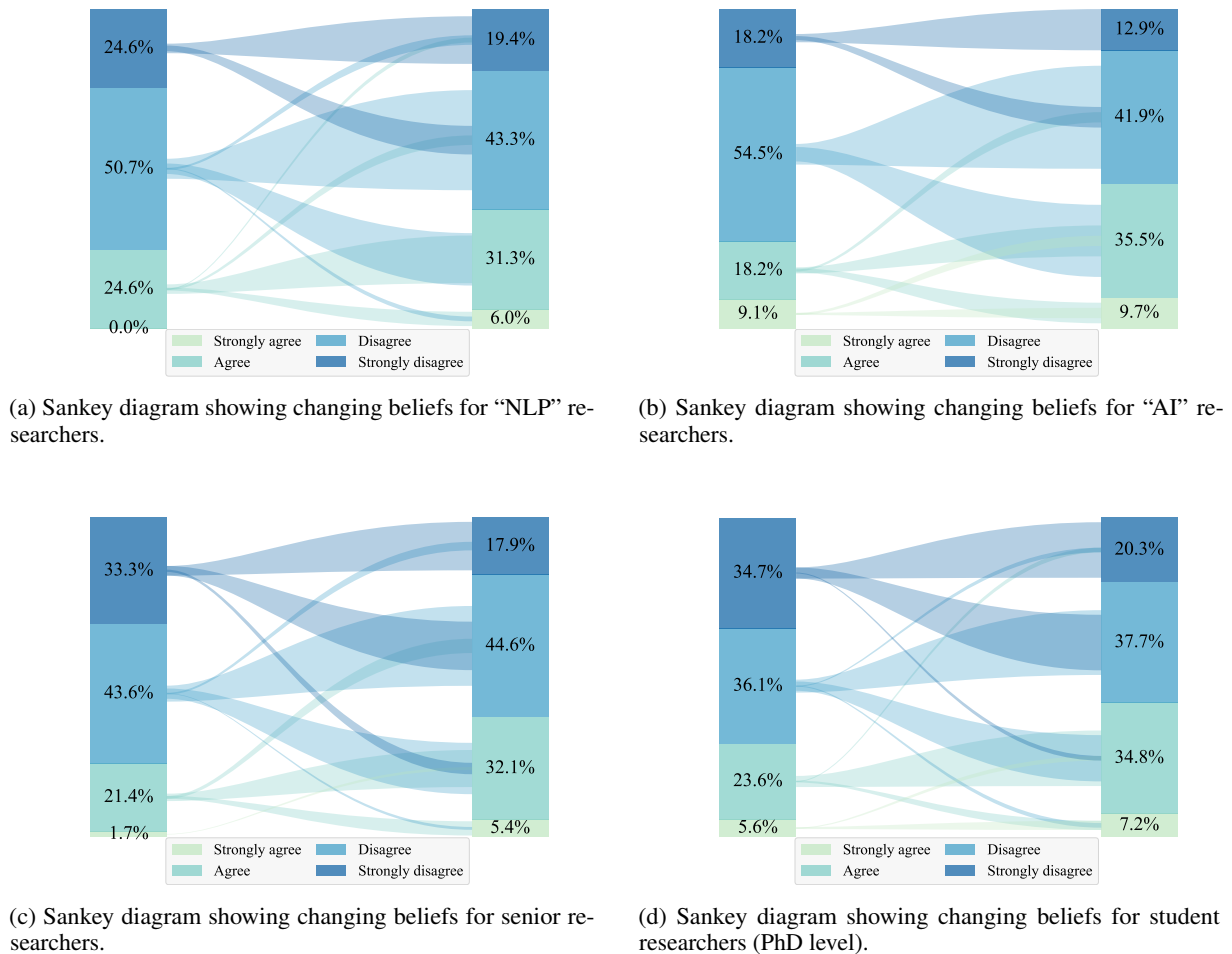 24.6%
50.7%
24.6%
0.0%
19.4%
43.3%
31.3%
6.0%
Strongly agree
Disagree
Agree
Strongly disagree
(a) Sankey diagram showing changing beliefs for “NLP” re-
searchers.
18.2%
54.5%
18.2%
9.1%
12.9%
41.9%
35.5%
9.7%
Strongly agree
Disagree
Agree
Strongly disagree
(b) Sankey diagram showing changing beliefs for “AI” re-
searchers.
33.3%
43.6%
21.4%
1.7%
17.9%
44.6%
32.1%
5.4%
Strongly agree
Disagree
Agree
Strongly disagree
(c) Sankey diagram showing changing beliefs for senior re-
searchers.
34.7%
36.1%
23.6%
5.6%
20.3%
37.7%
34.8%
7.2%
Strongly agree
Disagree
Agree
Strongly disagree
(d) Sankey diagram showing changing beliefs for student
researchers (PhD level).